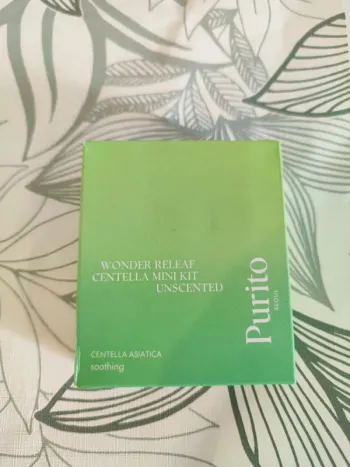 WONDER RELEAF
CENTELLA MINI KIT
UNSCENTED
Purito
SEOUL
CENTELLA ASIATICA
soothing